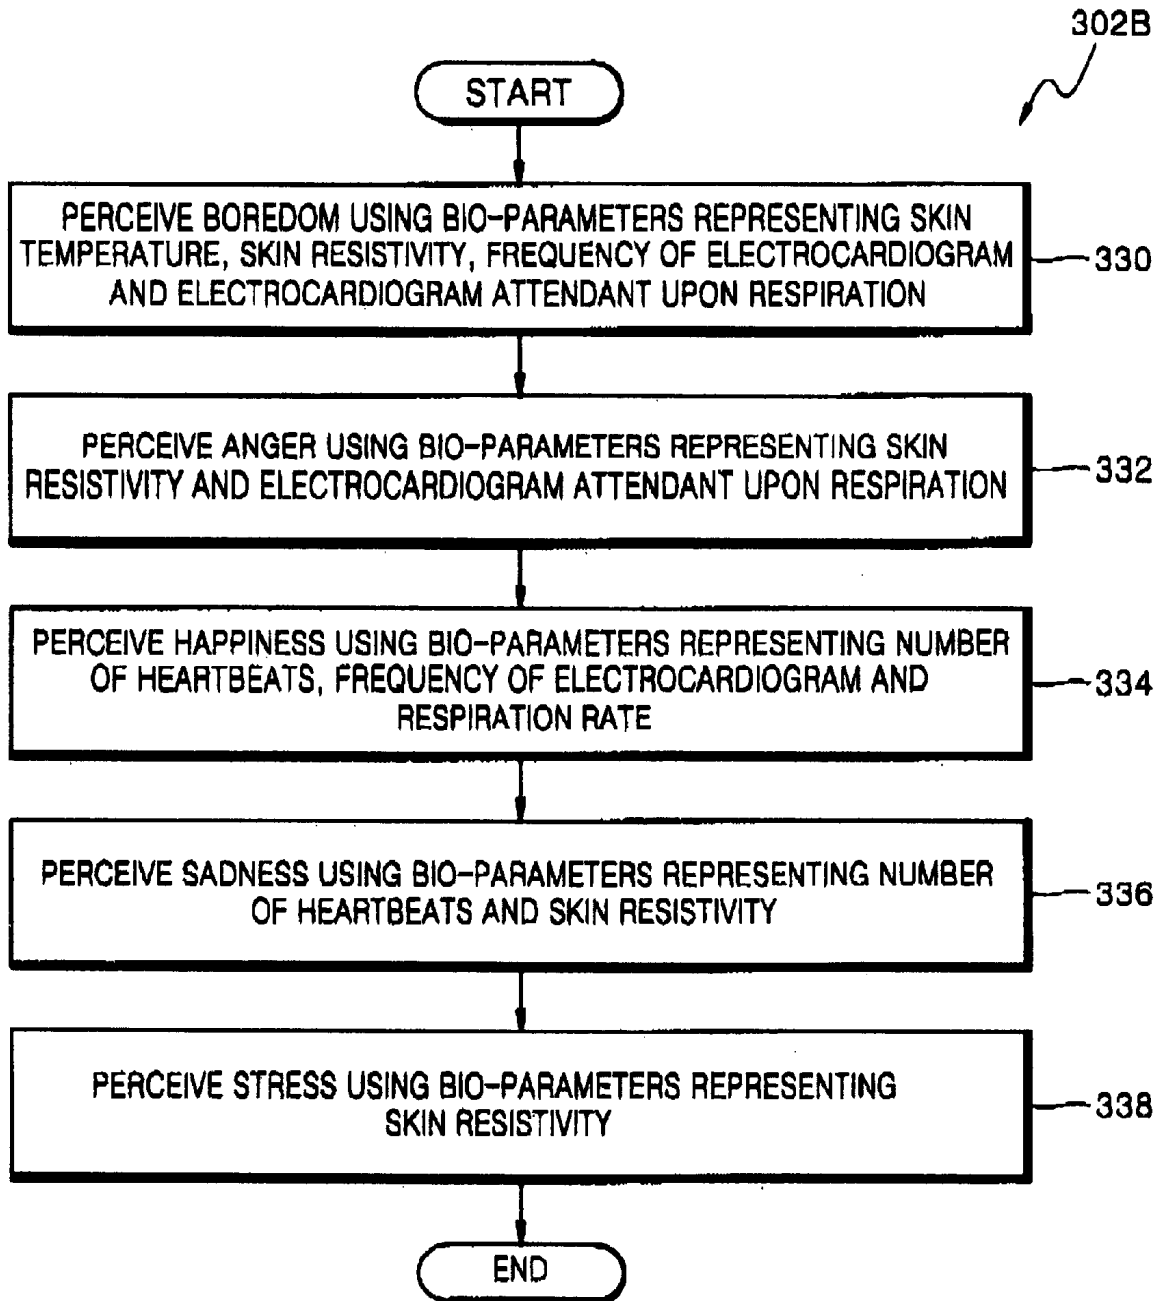 302B
START
PERCEIVE BOREDOM USING BIO-PARAMETERS REPRESENTING SKIN
TEMPERATURE, SKIN RESISTIVITY, FREQUENCY OF ELECTROCARDIOGRAM
AND ELECTROCARDIOGRAM ATTENDANT UPON RESPIRATION
330
PERCEIVE ANGER USING BIO-PARAMETERS REPRESENTING SKIN
RESISTIVITY AND ELECTROCARDIOGRAM ATTENDANT UPON RESPIRATION
332
PERCEIVE HAPPINESS USING BIO-PARAMETERS REPRESENTING NUMBER
OF HEARTBEATS, FREQUENCY OF ELECTROCARDIOGRAM AND
RESPIRATION RATE
334
PERCEIVE SADNESS USING BIO-PARAMETERS REPRESENTING NUMBER
OF HEARTBEATS AND SKIN RESISTIVITY
336
PERCEIVE STRESS USING BIO-PARAMETERS REPRESENTING
SKIN RESISTIVITY
338
END